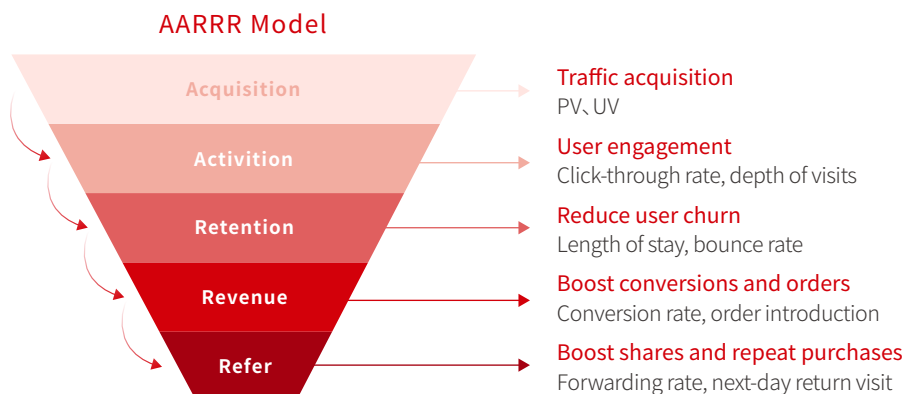 AARRR Model
Acquisition
Traffic acquisition
PV、UV
Activition
User engagement
Click-through rate, depth of visits
Retention
Reduce user churn
Length of stay, bounce rate
Revenue
Boost conversions and orders
Conversion rate, order introduction
Refer
Boost shares and repeat purchases
Forwarding rate, next-day return visit